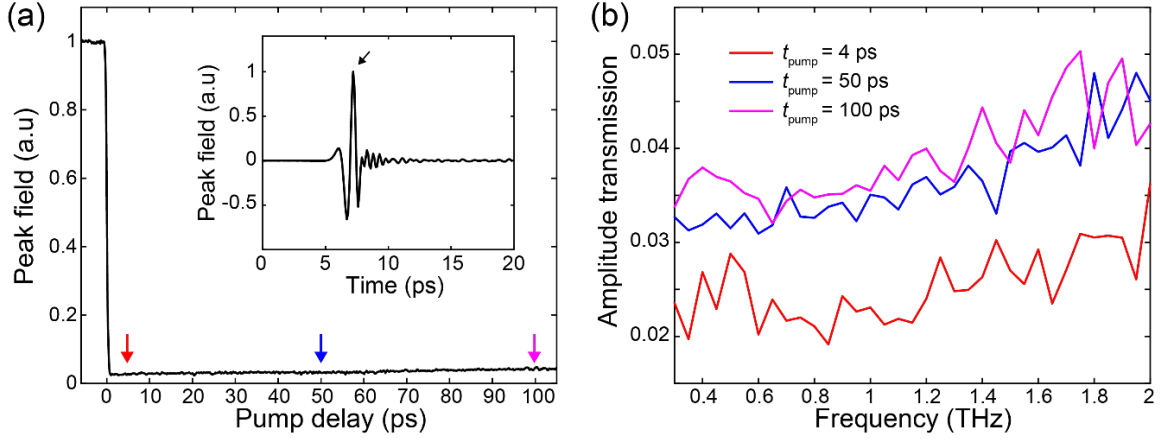 (a)
Peak field (a.u)
1
0.8
0.6
0.4
0.2
0
0 10 20 30 40 50 60 70 80 90 100
Pump delay (ps)
Peak field (a.u)
1
0.5
0
−0.5
0 5 10 15 20
Time (ps)
(b)
Amplitude transmission
0.05
0.04
0.03
0.02
t pump = 4 ps
t pump = 50 ps
t pump = 100 ps
0.4 0.6 0.8 1 1.2 1.4 1.6 1.8 2
Frequency (THz)